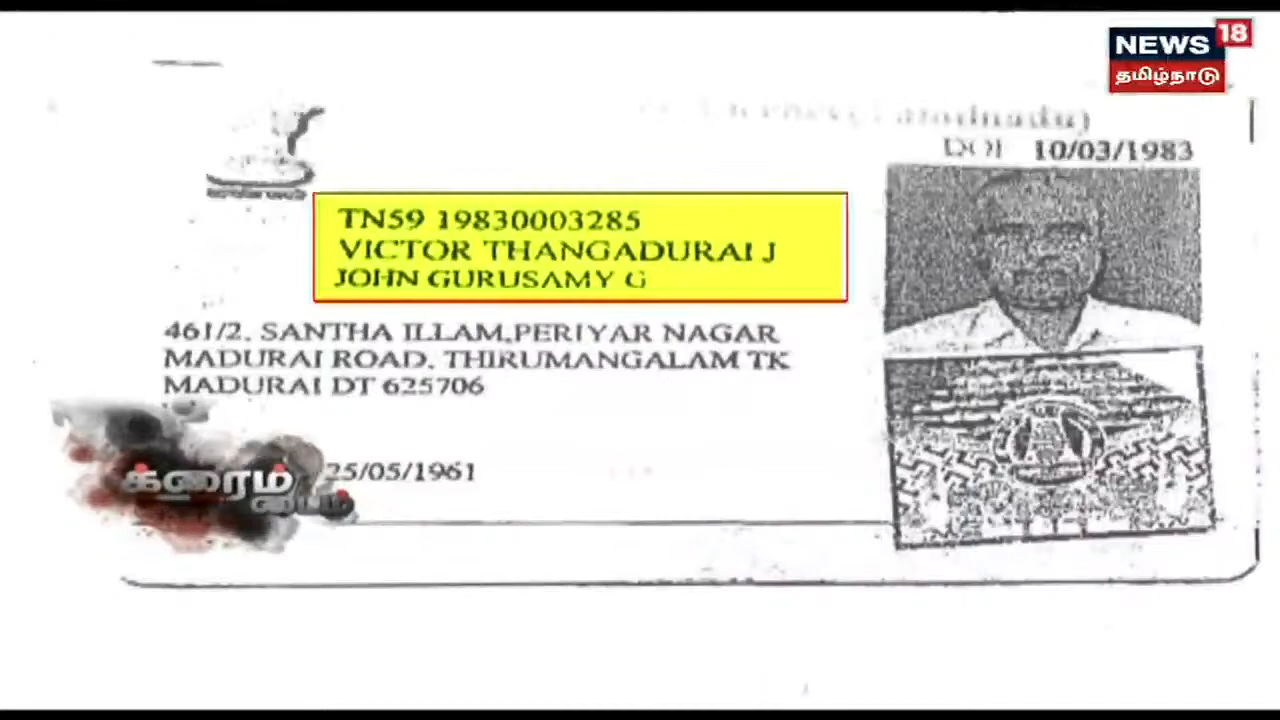 NEWS 18
தமிழ்நாடு
DOI 10/03/1983
TN59 19830003285
VICTOR THANGADURAI J
JOHN GURUSAMY G
461/2, SANTHA ILLAM,PERIYAR NAGAR
MADURAI ROAD, THIRUMANGALAM TK
MADURAI DT 625706
25/05/1961
க்ரைம்
டைம்